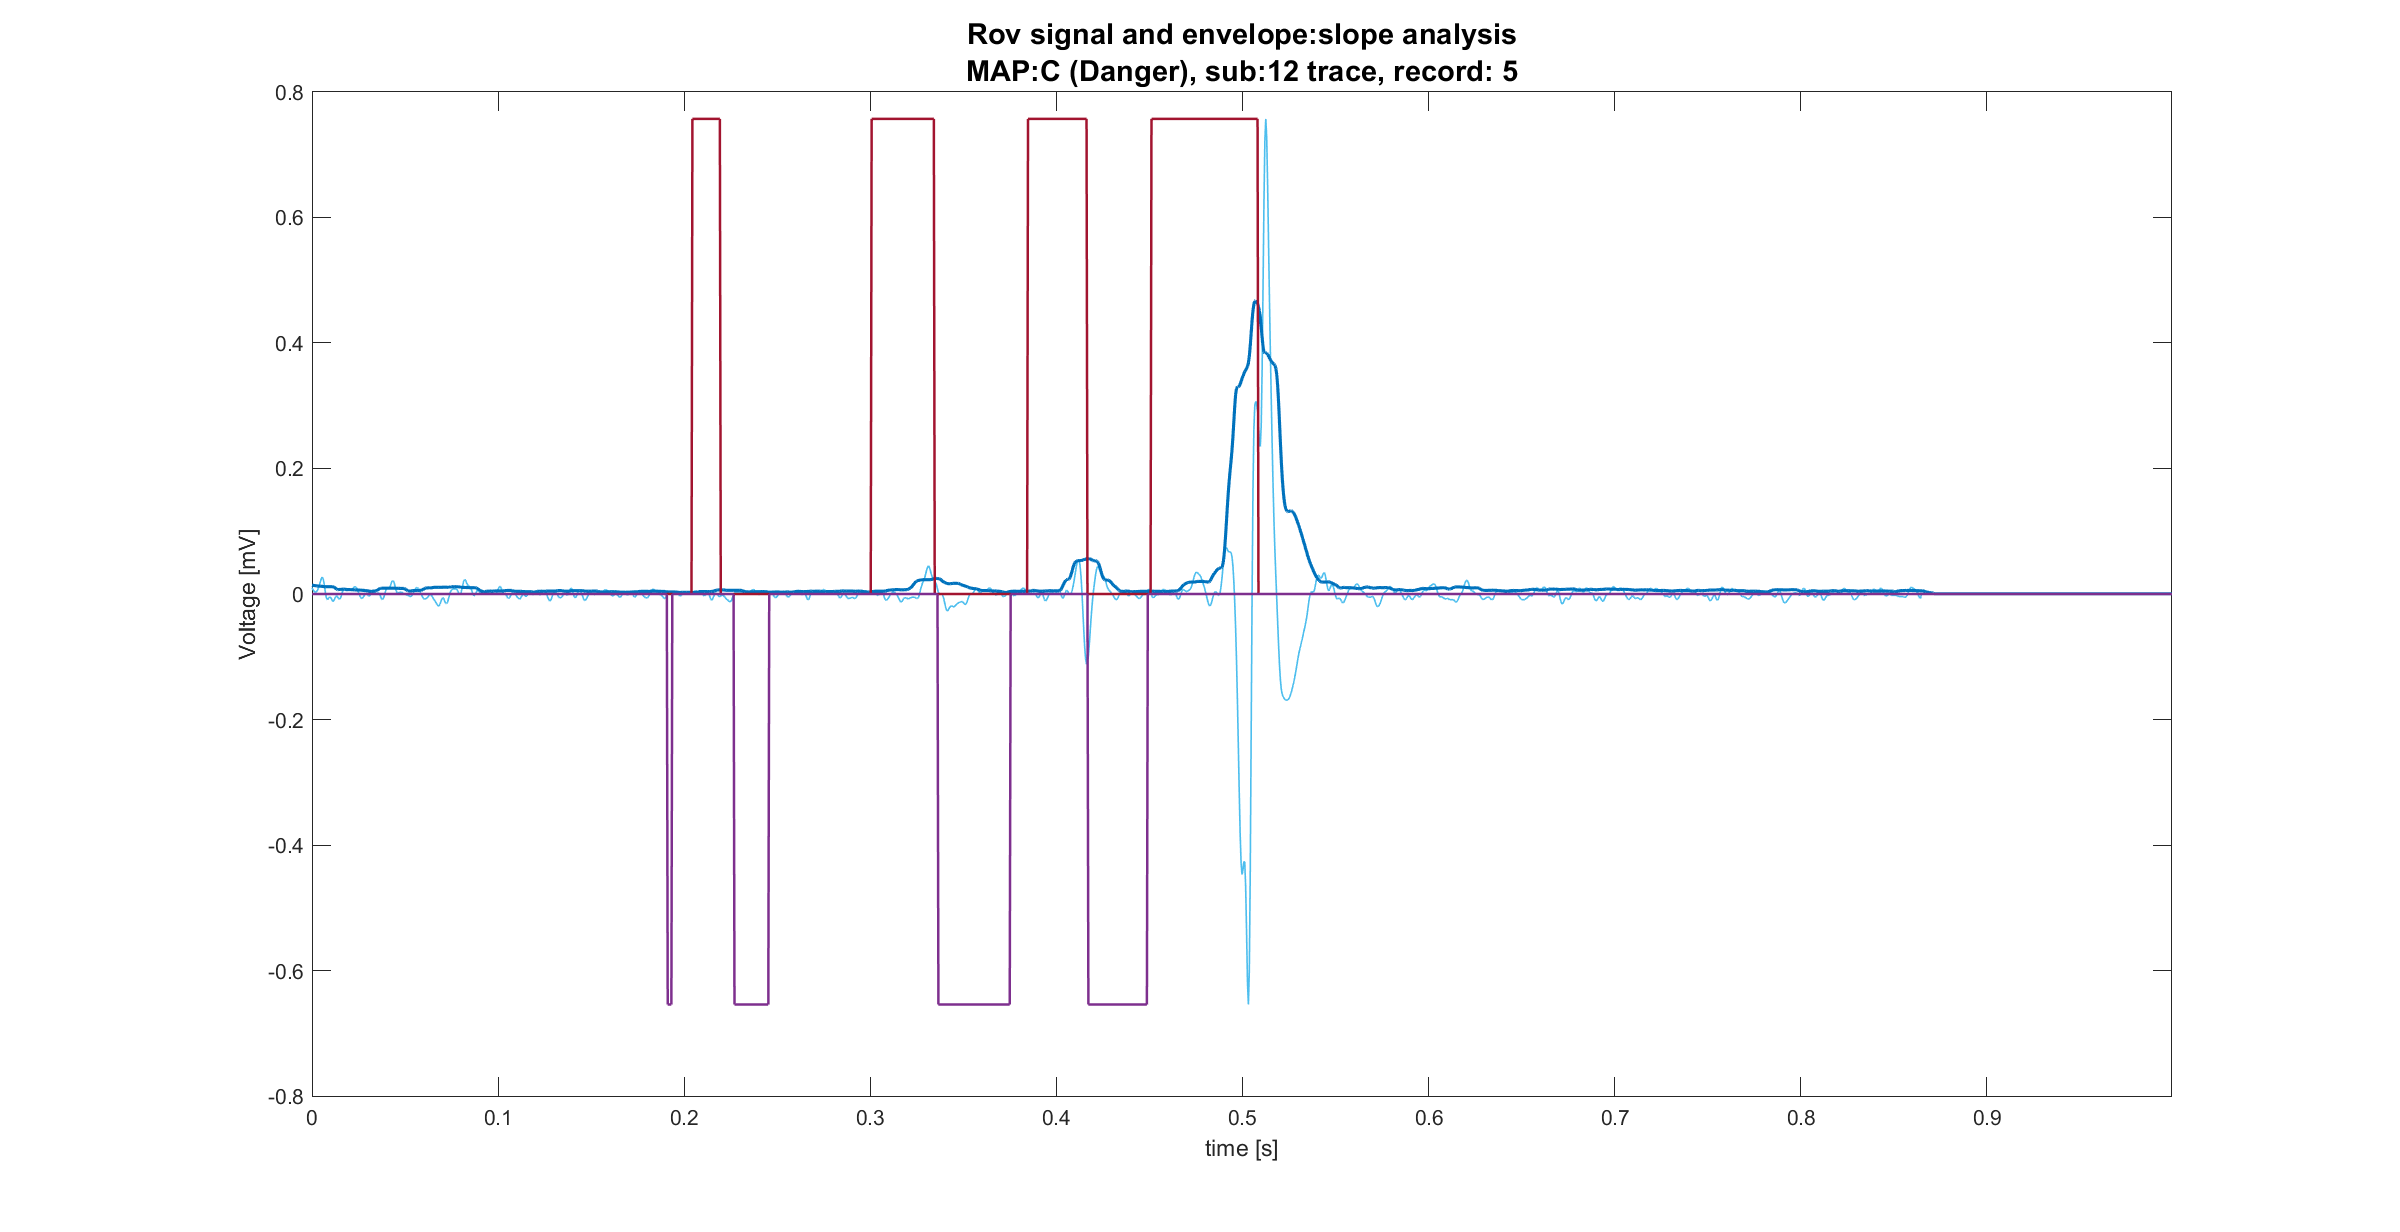 Rov signal and envelope:slope analysis
MAP:C (Danger), sub:12 trace, record: 5
0.8
0.6
0.4
0.2
0
-0.2
-0.4
-0.6
-0.8
Voltage [mV]
0 0.1 0.2 0.3 0.4 0.5 0.6 0.7 0.8 0.9
time [s]